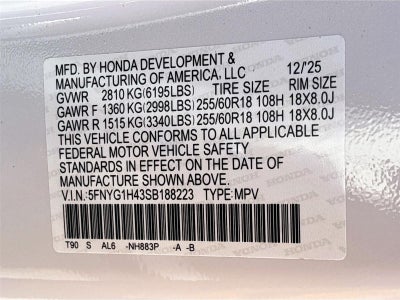 MFD. BY HONDA DEVELOPMENT &
MANUFACTURING OF AMERICA, LLC 12/25
GVWR 2810 KG (6195LBS) TIRE SIZE RIM SIZE
GAWR F 1360 KG (2998LBS) 255/60R18 108H 18X8.0J
GAWR R 1515 KG (3340LBS) 255/60R18 108H 18X8.0J
THIS VEHICLE CONFORMS TO ALL APPLICABLE
FEDERAL MOTOR VEHICLE SAFETY
STANDARDS IN EFFECT ON THE DATE OF
MANUFACTURE SHOWN ABOVE.
V.I.N.:5FNYG1H43SB188223 TYPE:MPV
T90 S AL6 -NH883P -A -B